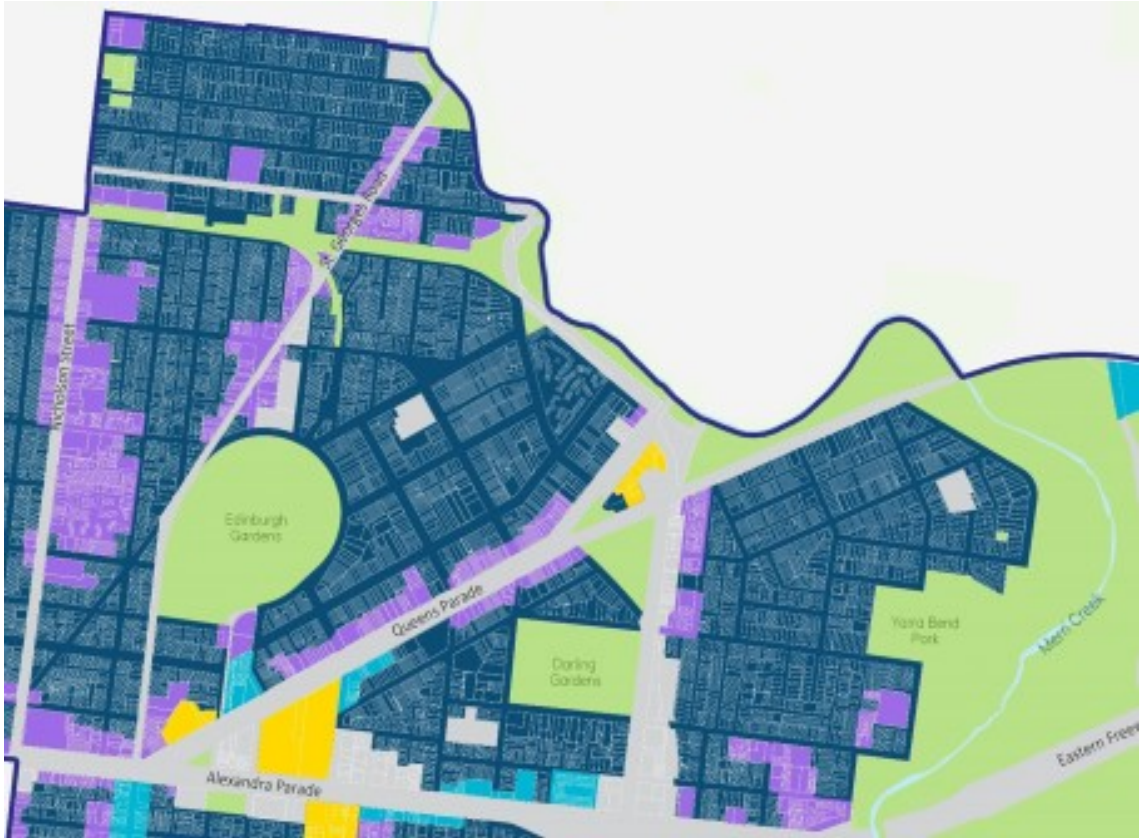 St. Georges Road
Nicholson Street
Edinburgh
Gardens
Queens Parade
Yarra Bend
Park
Merri Creek
Darling
Gardens
Eastern Free
Alexandra Parade